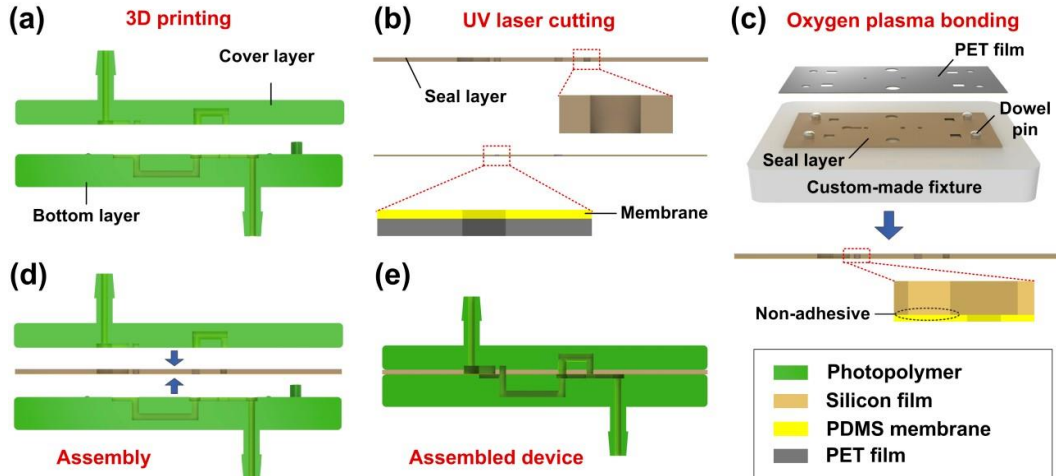 (a)
3D printing
Cover layer
Bottom layer
(b)
UV laser cutting
Seal layer
Membrane
(c)
Oxygen plasma bonding
PET film
Dowel
pin
Seal layer
Custom-made fixture
Non-adhesive
(d)
Assembly
(e)
Assembled device
Photopolymer
Silicon film
PDMS membrane
PET film